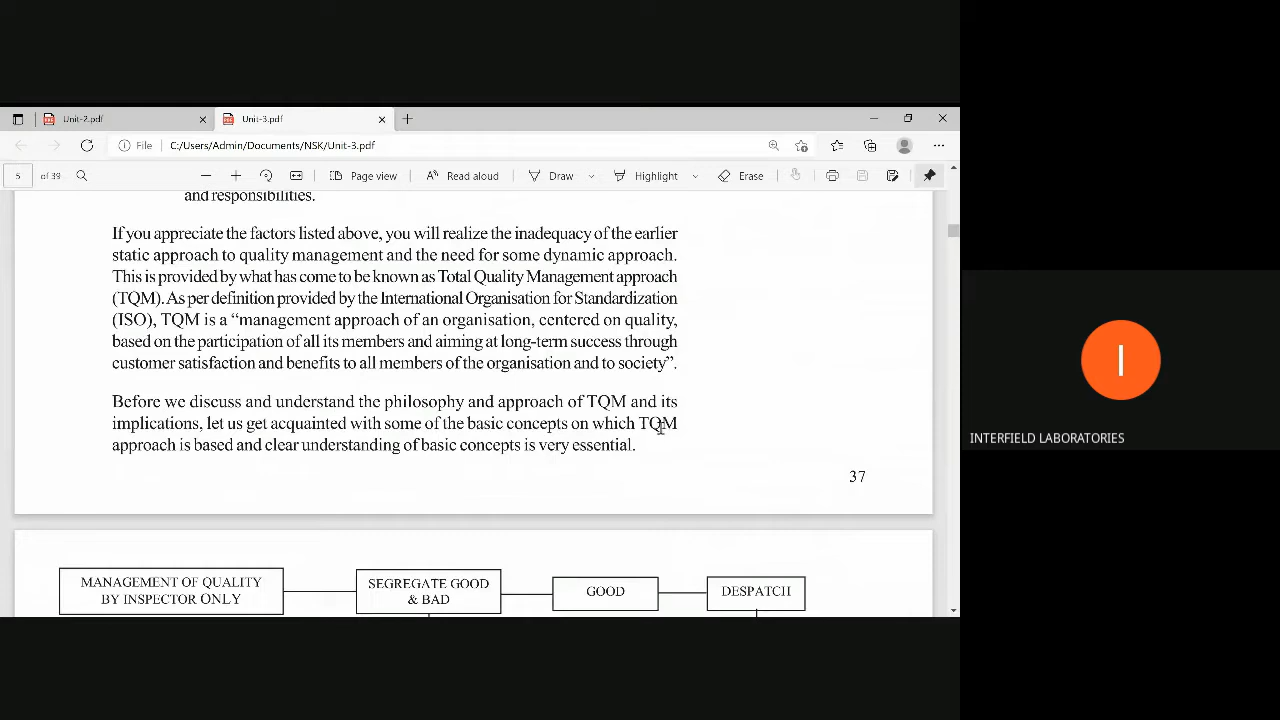 Unit-2.pdf
Unit-3.pdf
File C:/Users/Admin/Documents/NSK/Unit-3.pdf
5 of 39
Page view
Read aloud
Draw
Highlight
Erase
and responsibilities.
If you appreciate the factors listed above, you will realize the inadequacy of the earlier
static approach to quality management and the need for some dynamic approach.
This is provided by what has come to be known as Total Quality Management approach
(TQM). As per definition provided by the International Organisation for Standardization
(ISO), TQM is a “management approach of an organisation, centered on quality,
based on the participation of all its members and aiming at long-term success through
customer satisfaction and benefits to all members of the organisation and to society”.
Before we discuss and understand the philosophy and approach of TQM and its
implications, let us get acquainted with some of the basic concepts on which TQM
approach is based and clear understanding of basic concepts is very essential.
37
MANAGEMENT OF QUALITY
BY INSPECTOR ONLY
SEGREGATE GOOD
& BAD
GOOD
DESPATCH
I
INTERFIELD LABORATORIES